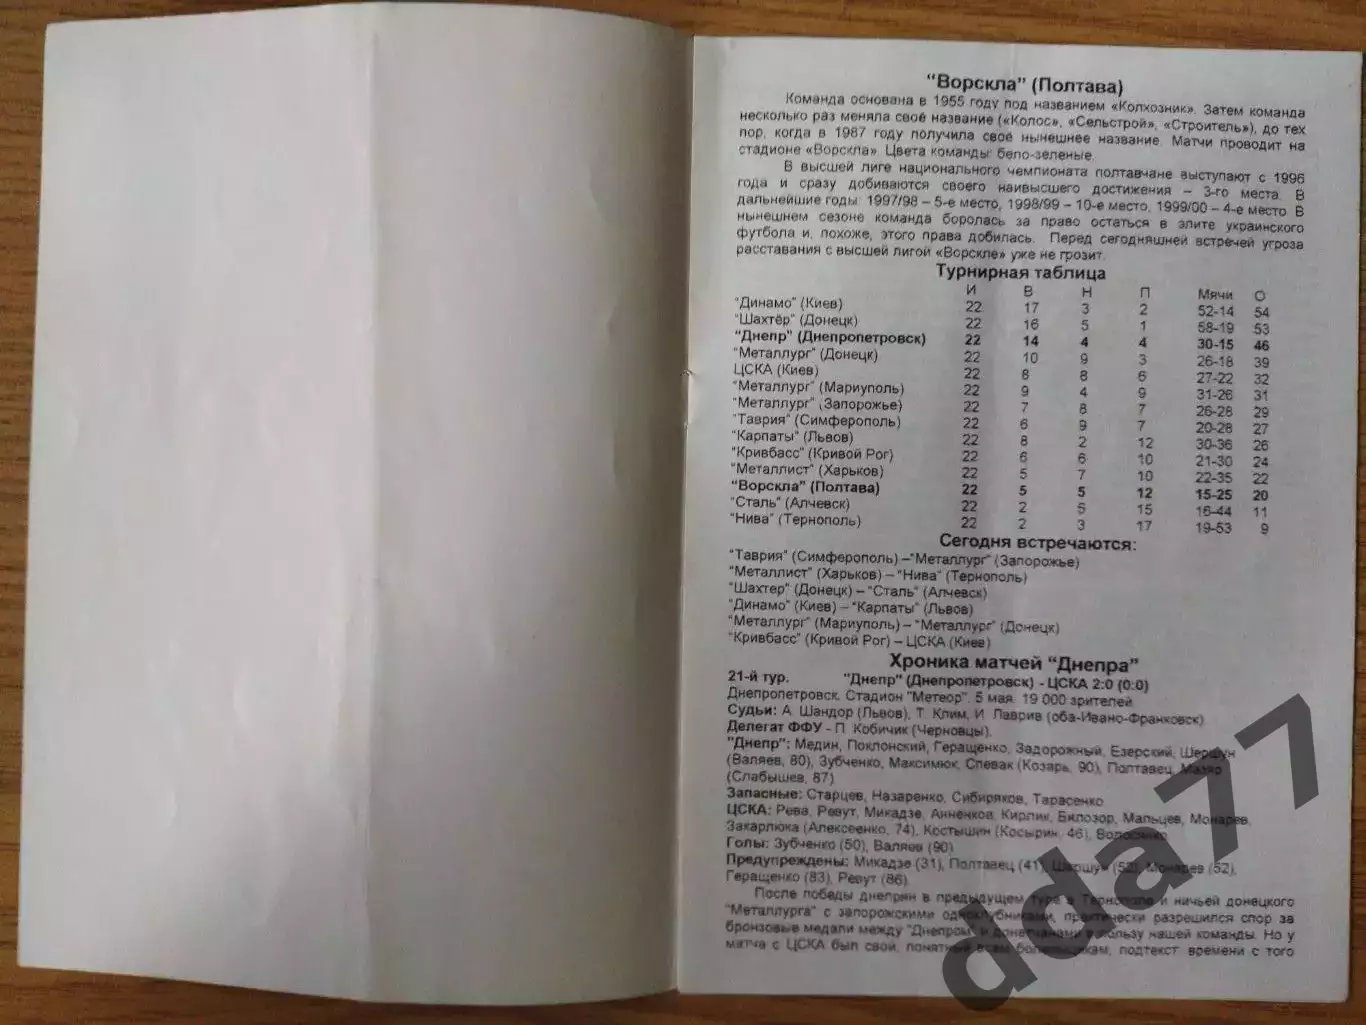 “Ворскла” (Полтава)
Команда основана в 1955 году под названием «Колхозник». Затем команда
несколько раз меняла своё название («Колос», «Сельстрой», «Строитель»), до тех
пор, когда в 1987 году получила своё нынешнее название. Матчи проводит на
стадионе «Ворскла». Цвета команды: бело-зеленые.
В высшей лиге национального чемпионата полтавчане выступают с 1996
года и сразу добиваются своего наивысшего достижения – 3-го места. В
дальнейшие годы: 1997/98 – 5-е место, 1998/99 – 10-е место, 1999/00 – 4-е место. В
нынешнем сезоне команда боролась за право остаться в элите украинского
футбола и, похоже, этого права добилась. Перед сегодняшней встречей угроза
расставания с высшей лигой «Ворскле» уже не грозит.
Турнирная таблица
И В Н П Мячи О
“Динамо” (Киев) 22 17 3 2 52-14 54
“Шахтёр” (Донецк) 22 16 5 1 58-19 53
“Днепр” (Днепропетровск) 22 14 4 4 30-15 46
“Металлург” (Донецк) 22 10 9 3 26-18 39
ЦСКА (Киев) 22 8 8 6 27-22 32
“Металлург” (Мариуполь) 22 9 4 9 31-26 31
“Металлург” (Запорожье) 22 7 8 7 26-28 29
“Таврия” (Симферополь) 22 6 9 7 20-28 27
“Карпаты” (Львов) 22 8 2 12 30-36 26
“Кривбасс” (Кривой Рог) 22 6 6 10 21-30 24
“Металлист” (Харьков) 22 5 7 10 22-35 22
“Ворскла” (Полтава) 22 5 5 12 15-25 20
“Сталь” (Алчевск) 22 2 5 15 16-44 11
“Нива” (Тернополь) 22 2 3 17 19-53 9
Сегодня встречаются:
“Таврия” (Симферополь) – “Металлург” (Запорожье)
“Металлист” (Харьков) – “Нива” (Тернополь)
“Шахтер” (Донецк) – “Сталь” (Алчевск)
“Динамо” (Киев) – “Карпаты” (Львов)
“Металлург” (Мариуполь) – “Металлург” (Донецк)
“Кривбасс” (Кривой Рог) – ЦСКА (Киев)
Хроника матчей “Днепра”
21-й тур. “Днепр” (Днепропетровск) - ЦСКА 2:0 (0:0)
Днепропетровск. Стадион “Метеор”. 5 мая. 19 000 зрителей.
Судьи: А. Шандор (Львов), Т. Клим, И. Лаврив (оба-Ивано-Франковск)
Делегат ФФУ - П. Кобичик (Черновцы).
“Днепр”: Медин, Поклонский, Геращенко, Задорожный, Езерский, Шершун
(Валяев, 80), Зубченко, Максимюк, Спевак (Козарь, 90), Полтавец, Мазяр
(Слабышев, 87)
Запасные: Старцев, Назаренко, Сибиряков, Тарасенко
ЦСКА: Рева, Ревут, Микадзе, Анненков, Кирлик, Билозор, Мальцев, Монарев,
Закарлюка (Алексеенко, 74), Костышин (Косырин, 46), Волосянко
Голы: Зубченко (50), Валяев (90)
Предупреждены: Микадзе (31), Полтавец (41), Шершун (52), Монарев (52),
Геращенко (83), Ревут (86)
После победы днепрян в предыдущем туре в Тернополе и ничьей донецкого
“Металлурга” с запорожскими одноклубниками, практически разрешился спор за
бронзовые медали между “Днепром” и дончанами в пользу нашей команды. Но у
матча с ЦСКА был свой, понятный всем болельщикам, подтекст: времени с того
dda77